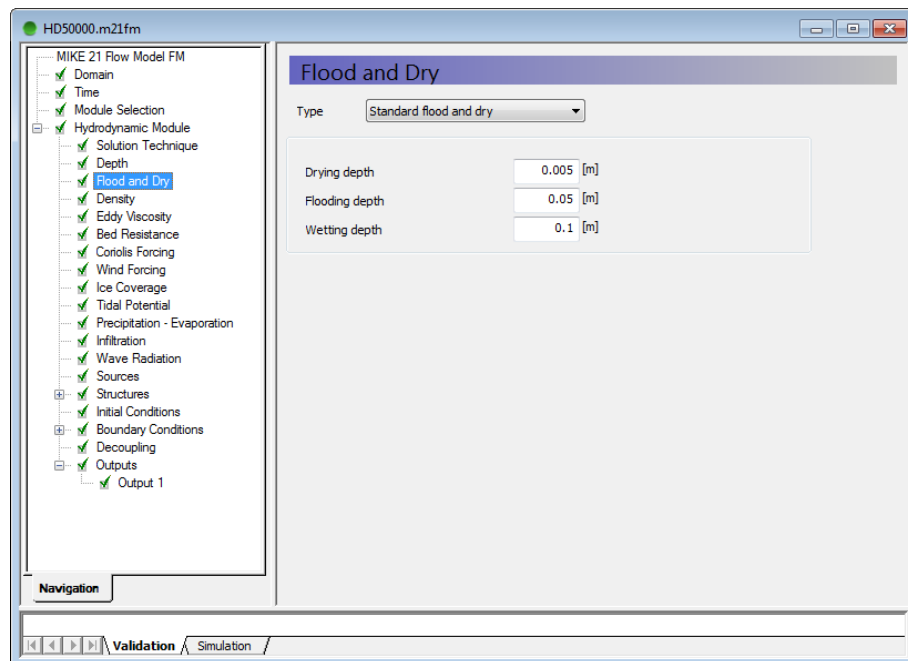 HD50000.m21fm
MIKE 21 Flow Model FM
Domain
Time
Module Selection
Hydrodynamic Module
Solution Technique
Depth
Flood and Dry
Density
Eddy Viscosity
Bed Resistance
Coriolis Forcing
Wind Forcing
Ice Coverage
Tidal Potential
Precipitation - Evaporation
Infiltration
Wave Radiation
Sources
Structures
Initial Conditions
Boundary Conditions
Decoupling
Outputs
Output 1
Navigation
Flood and Dry
Type Standard flood and dry
Drying depth 0.005 [m]
Flooding depth 0.05 [m]
Wetting depth 0.1 [m]
Validation Simulation